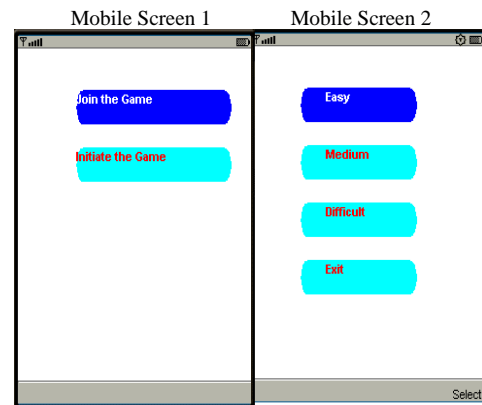 Mobile Screen 1
Mobile Screen 2
Join the Game
Initiate the Game
Easy
Medium
Difficult
Exit
Select